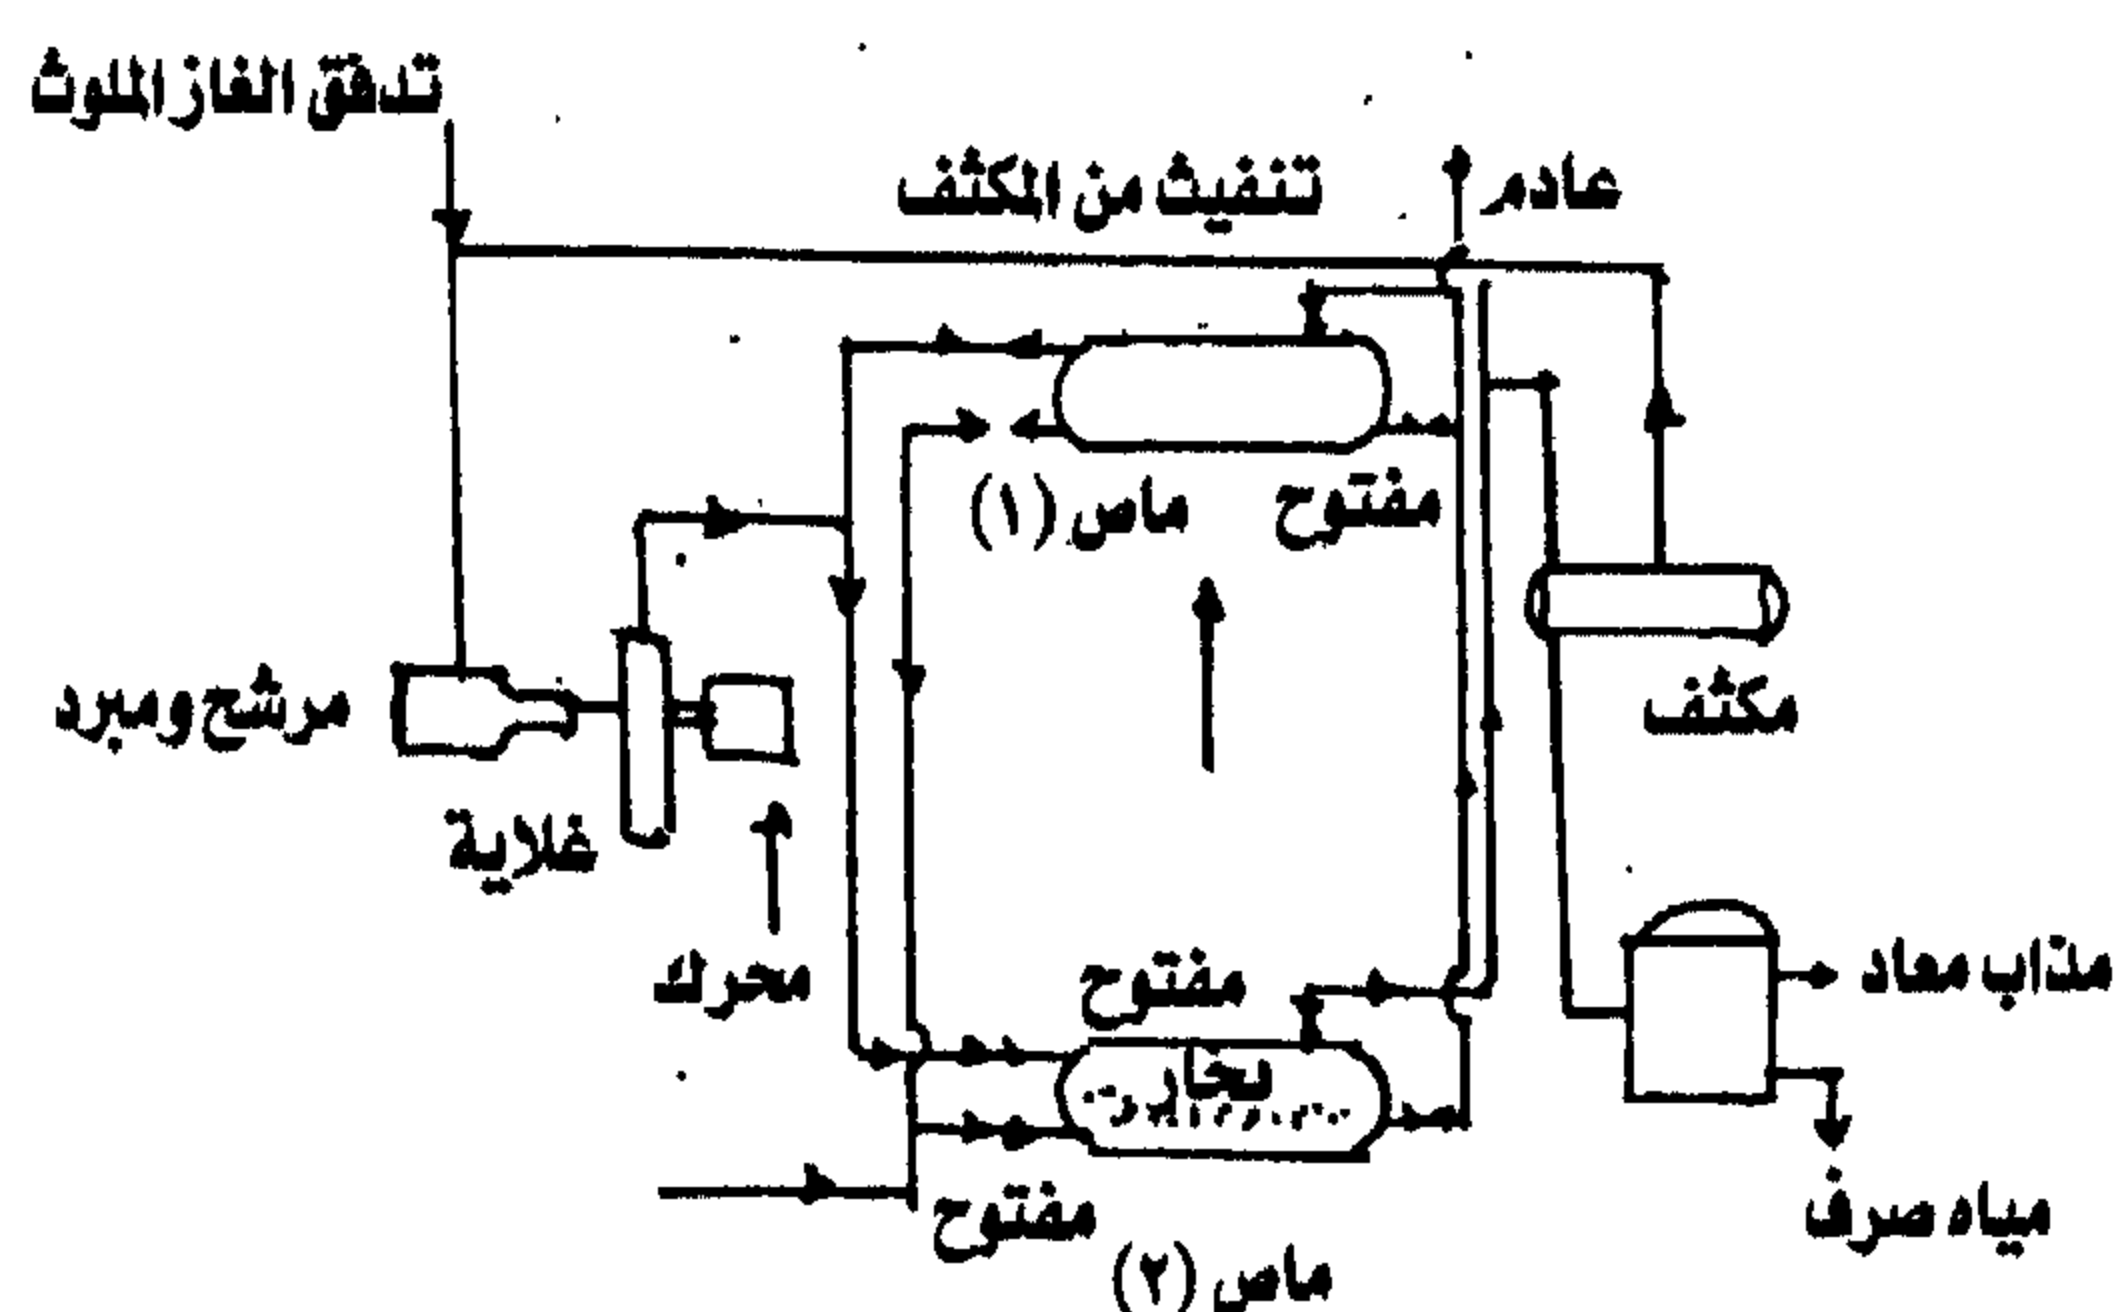 تدفق الغاز الملوث
تنفيث من المكثف
عادم
ماص (١)
مفتوح
مكثف
مرشح ومبرد
غلاية
محرك
مفتوح
مذاب معاد
بخار
مفتوح
مياه صرف
ماص (٢)